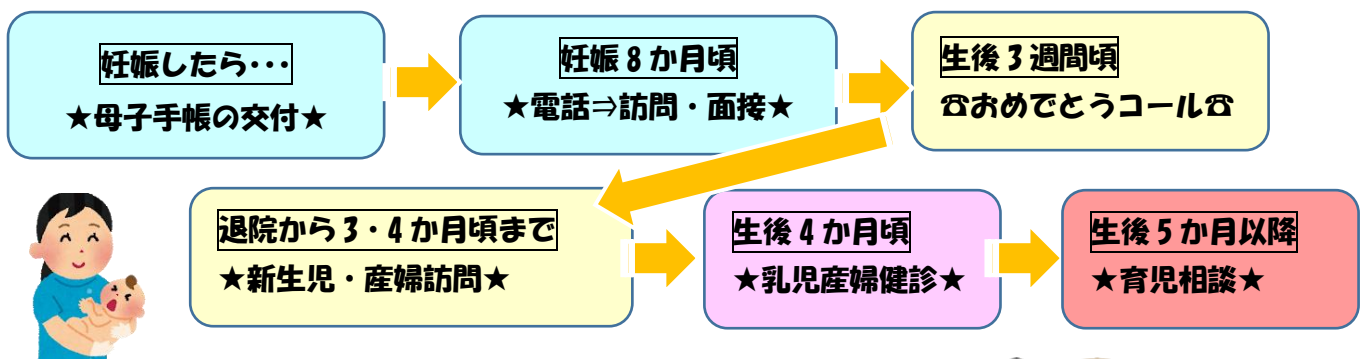 妊娠したら・・・
★母子手帳の交付★
妊娠8か月頃
★電話⇒訪問・面接★
生後3週間頃
☎おめでとうコール☎
退院から3・4か月頃まで
★新生児・産婦訪問★
生後4か月頃
★乳児産婦健診★
生後5か月以降
★育児相談★